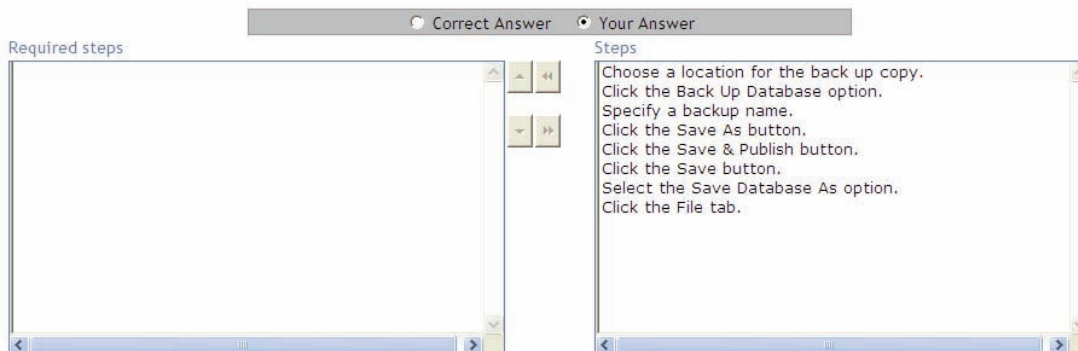 Correct Answer Your Answer
Required steps
Steps
Choose a location for the back up copy.
Click the Back Up Database option.
Specify a backup name.
Click the Save As button.
Click the Save & Publish button.
Click the Save button.
Select the Save Database As option.
Click the File tab.